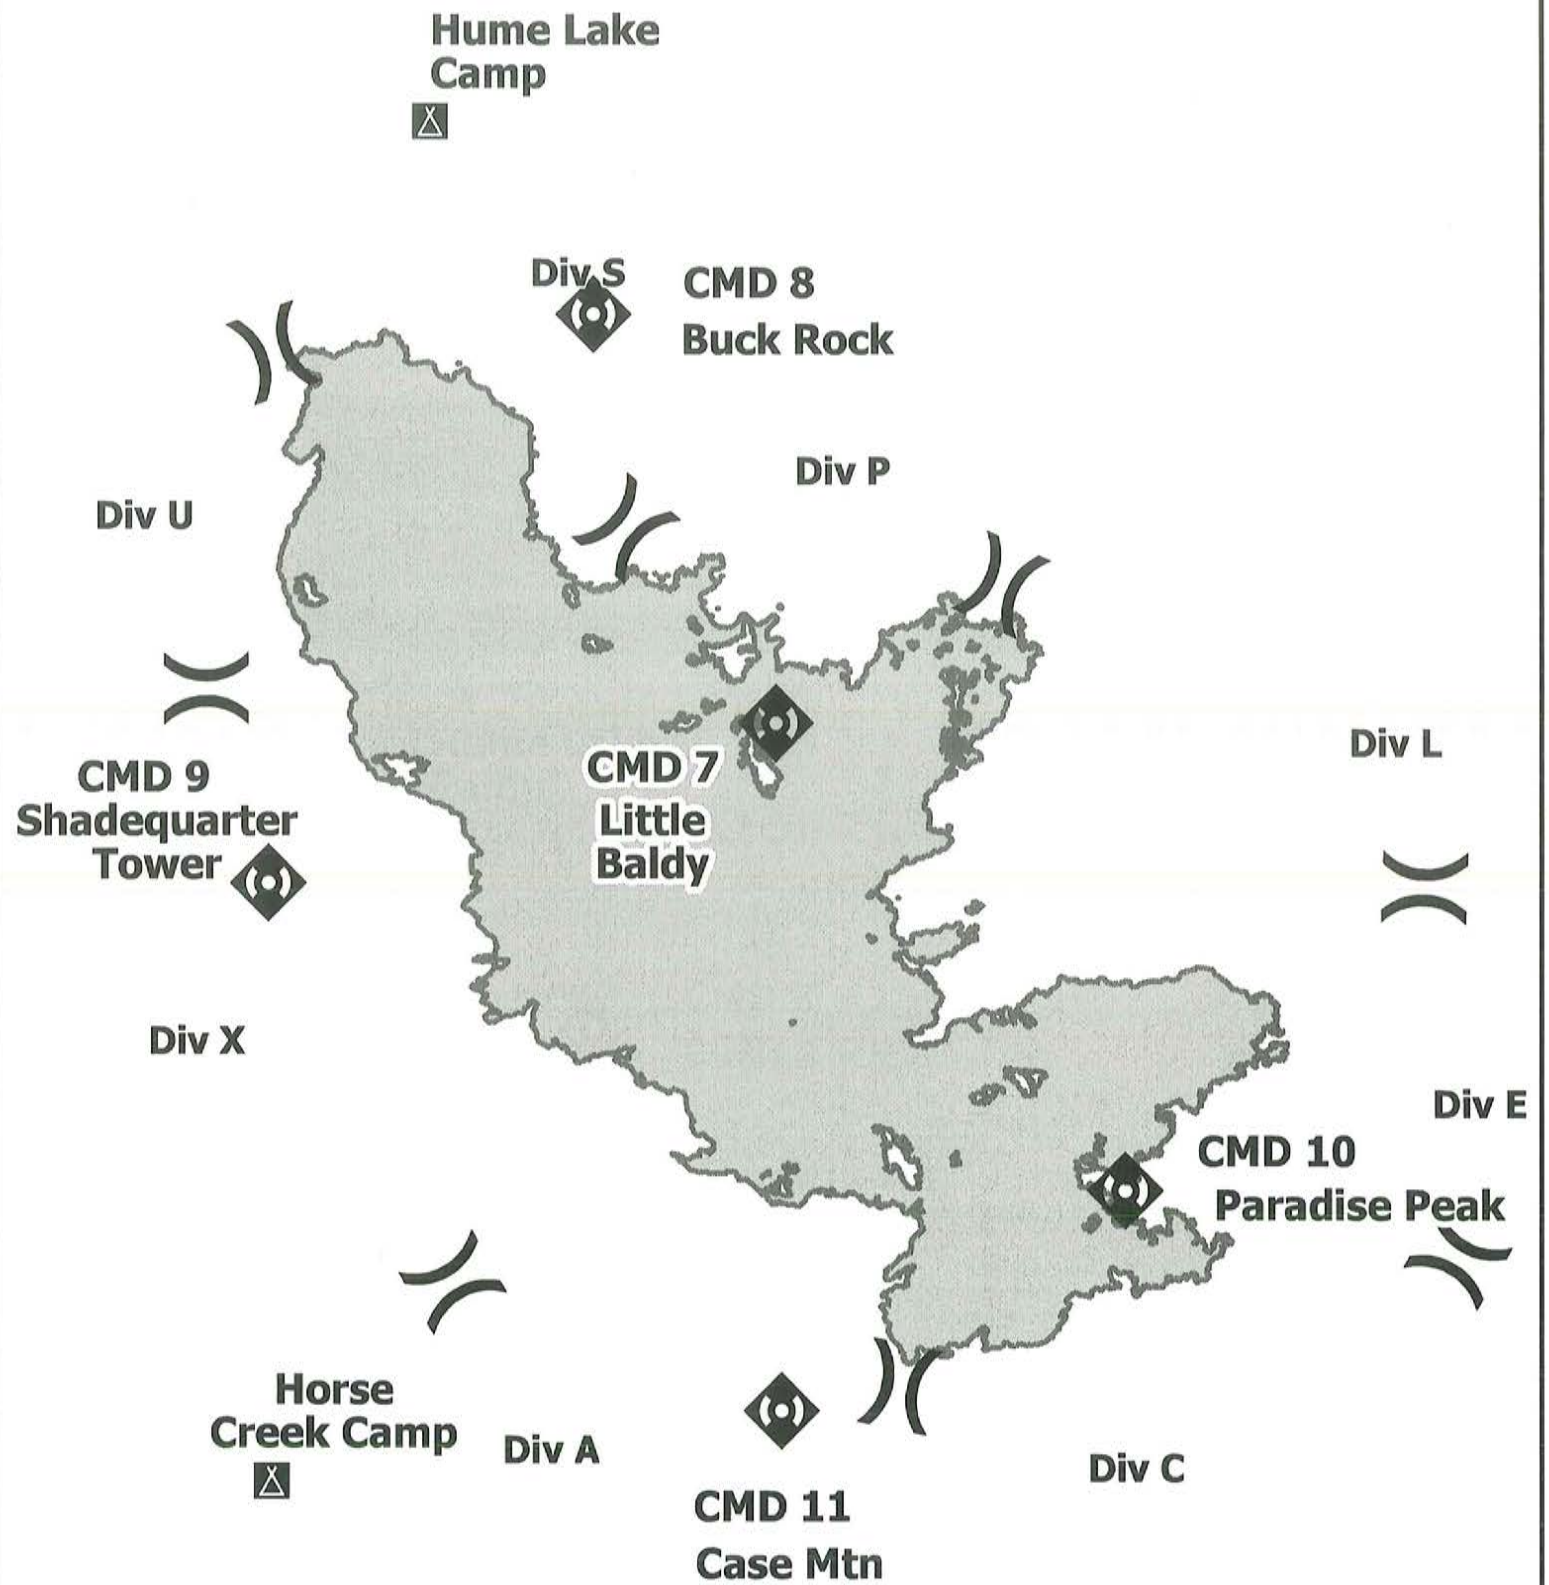 Hume Lake
Camp
Div S
CMD 8
Buck Rock
Div P
Div U
Div L
CMD 9
Shadequarter
Tower
CMD 7
Little
Baldy
Div X
Div E
CMD 10
Paradise Peak
Horse
Creek Camp
Div A
Div C
CMD 11
Case Mtn